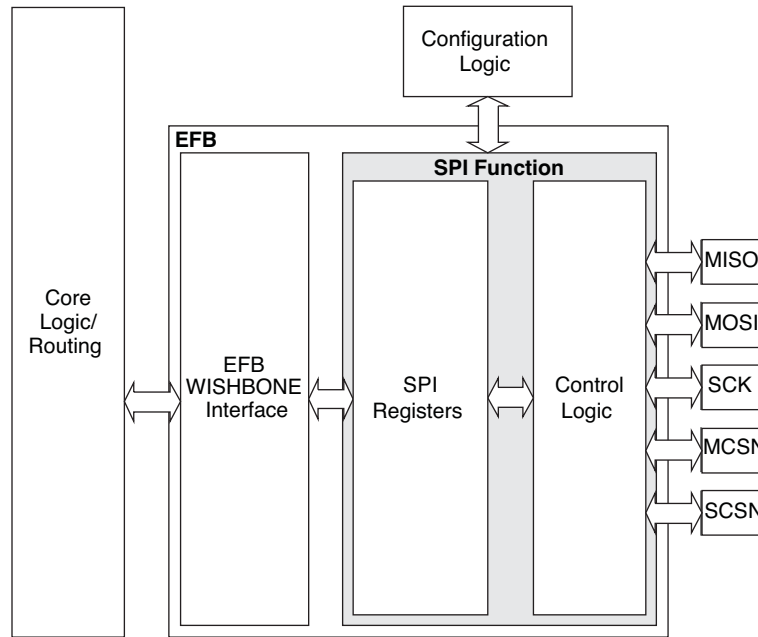 Configuration
Logic
EFB
SPI Function
Core
Logic/
Routing
EFB
WISHBONE
Interface
SPI
Registers
Control
Logic
MISO
MOSI
SCK
MCSN
SCSN